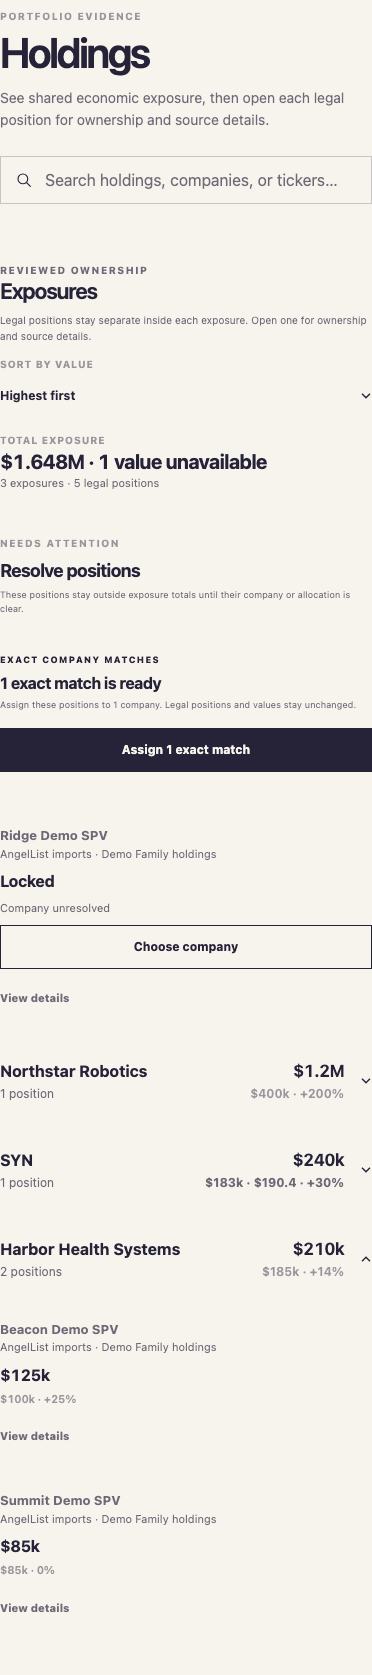 PORTFOLIO EVIDENCE
Holdings
See shared economic exposure, then open each legal
position for ownership and source details.
Search holdings, companies, or tickers...
REVIEWED OWNERSHIP
Exposures
Legal positions stay separate inside each exposure. Open one for ownership
and source details.
SORT BY VALUE
Highest first
TOTAL EXPOSURE
$1.648M · 1 value unavailable
3 exposures · 5 legal positions
NEEDS ATTENTION
Resolve positions
These positions stay outside exposure totals until their company or allocation is
clear.
EXACT COMPANY MATCHES
1 exact match is ready
Assign these positions to 1 company. Legal positions and values stay unchanged.
Assign 1 exact match
Ridge Demo SPV
AngelList imports · Demo Family holdings
Locked
Company unresolved
Choose company
View details
Northstar Robotics $1.2M
1 position $400k · +200%
SYN $240k
1 position $183k · $190.4 · +30%
Harbor Health Systems $210k
2 positions $185k · +14%
Beacon Demo SPV
AngelList imports · Demo Family holdings
$125k
$100k · +25%
View details
Summit Demo SPV
AngelList imports · Demo Family holdings
$85k
$85k · 0%
View details